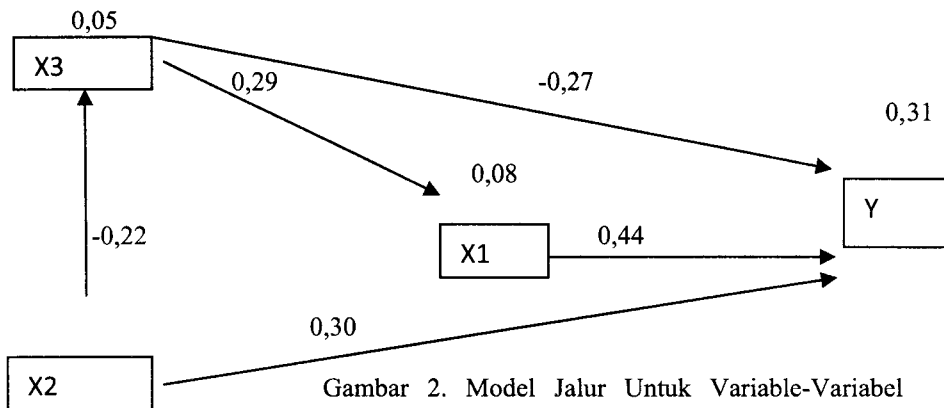 0,05
X3
0,29
-0,27
0,31
0,08
Y
-0,22
X1
0,44
0,30
X2
Gambar 2. Model Jalur Untuk Variable-Variabel